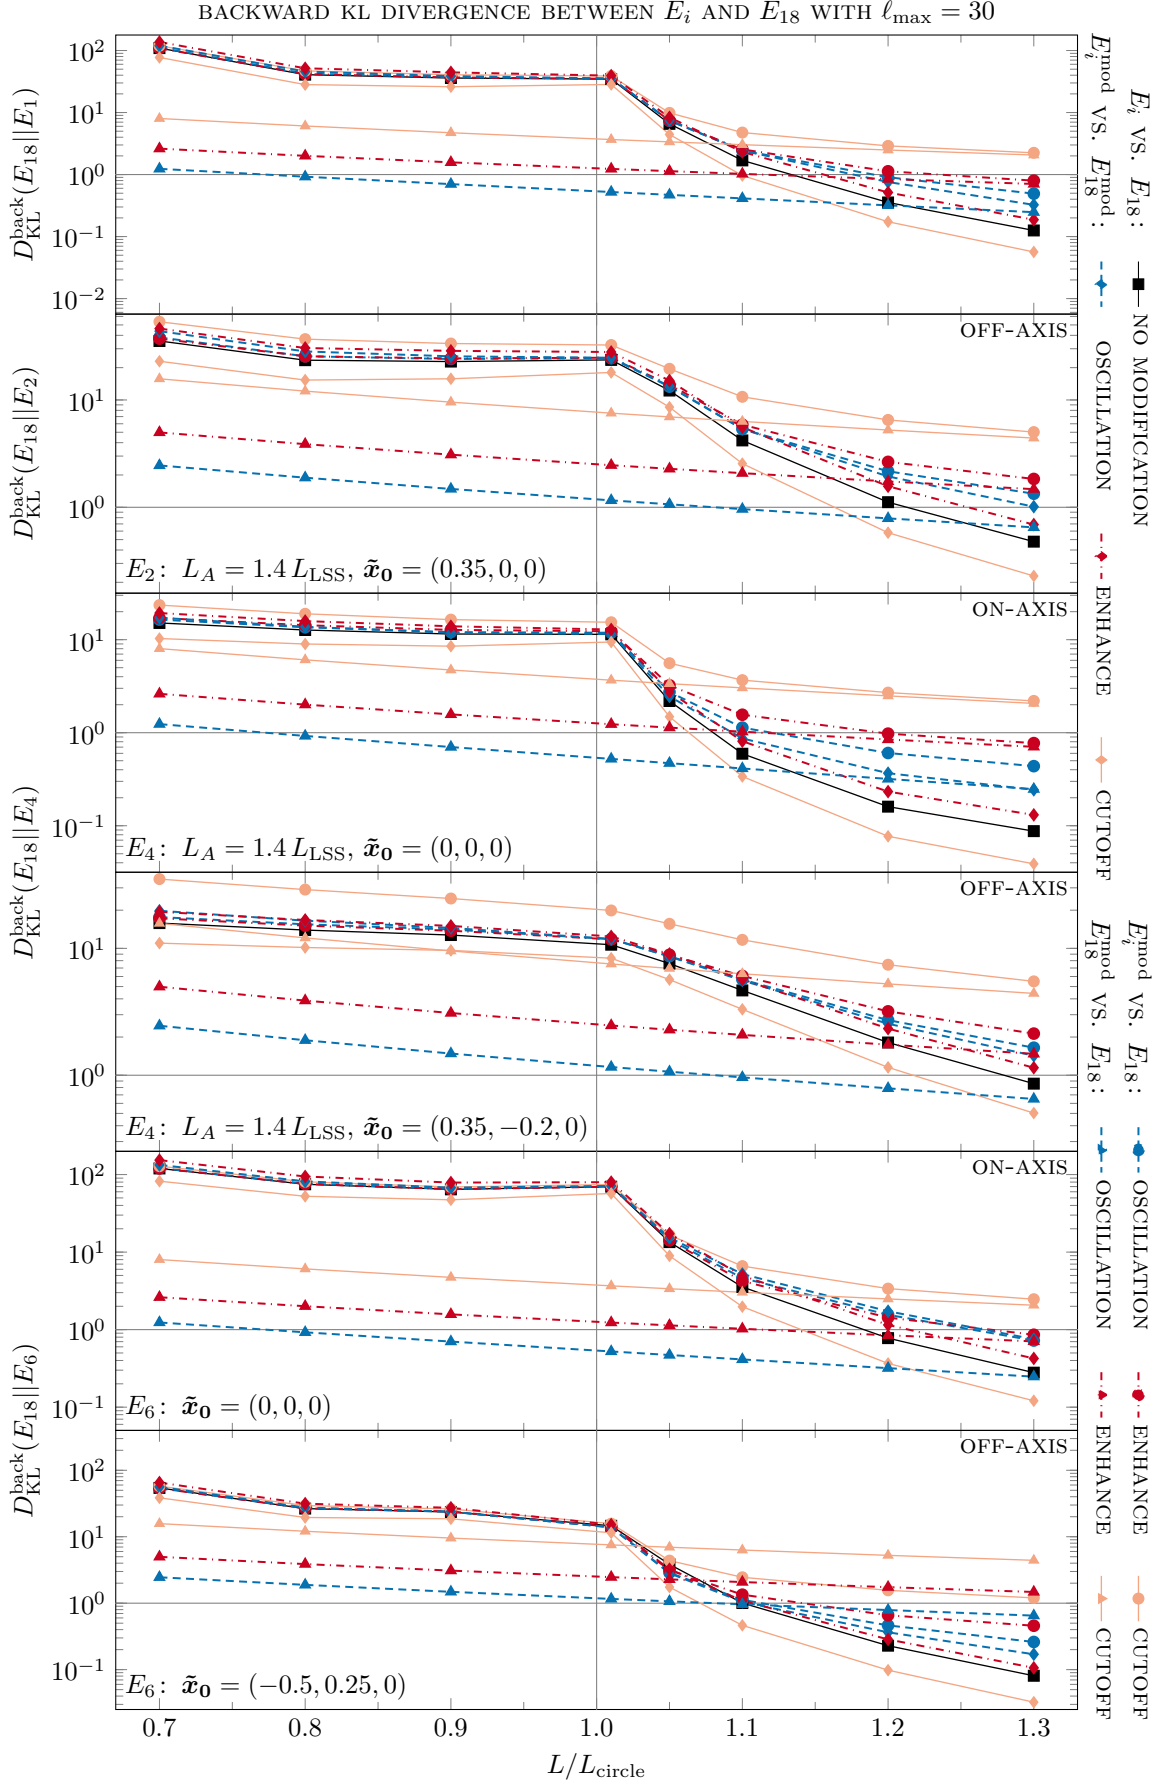 BACKWARD KL DIVERGENCE BETWEEN E_i AND E_18 WITH ℓ_max = 30
10^2
10^1
10^0
10^−1
10^−2
D_KL^back(E_18||E_1)
OFF-AXIS
10^1
10^0
D_KL^back(E_18||E_2)
E_2: L_A = 1.4 L_LSS, x̃_0 = (0.35, 0, 0)
ON-AXIS
10^1
10^0
10^−1
E_4: L_A = 1.4 L_LSS, x̃_0 = (0, 0, 0)
D_KL^back(E_18||E_4)
OFF-AXIS
10^1
10^0
E_4: L_A = 1.4 L_LSS, x̃_0 = (0.35, −0.2, 0)
ON-AXIS
10^2
10^1
10^0
10^−1
E_6: x̃_0 = (0, 0, 0)
D_KL^back(E_18||E_6)
OFF-AXIS
10^2
10^1
10^0
10^−1
E_6: x̃_0 = (−0.5, 0.25, 0)
0.7 0.8 0.9 1.0 1.1 1.2 1.3
L/L_circle
E_i VS. E_18: NO MODIFICATION
E_i^mod VS. E_18^mod: OSCILLATION ENHANCE CUTOFF
E_i^mod VS. E_18: OSCILLATION ENHANCE CUTOFF
E_18^mod VS. E_18: OSCILLATION ENHANCE CUTOFF